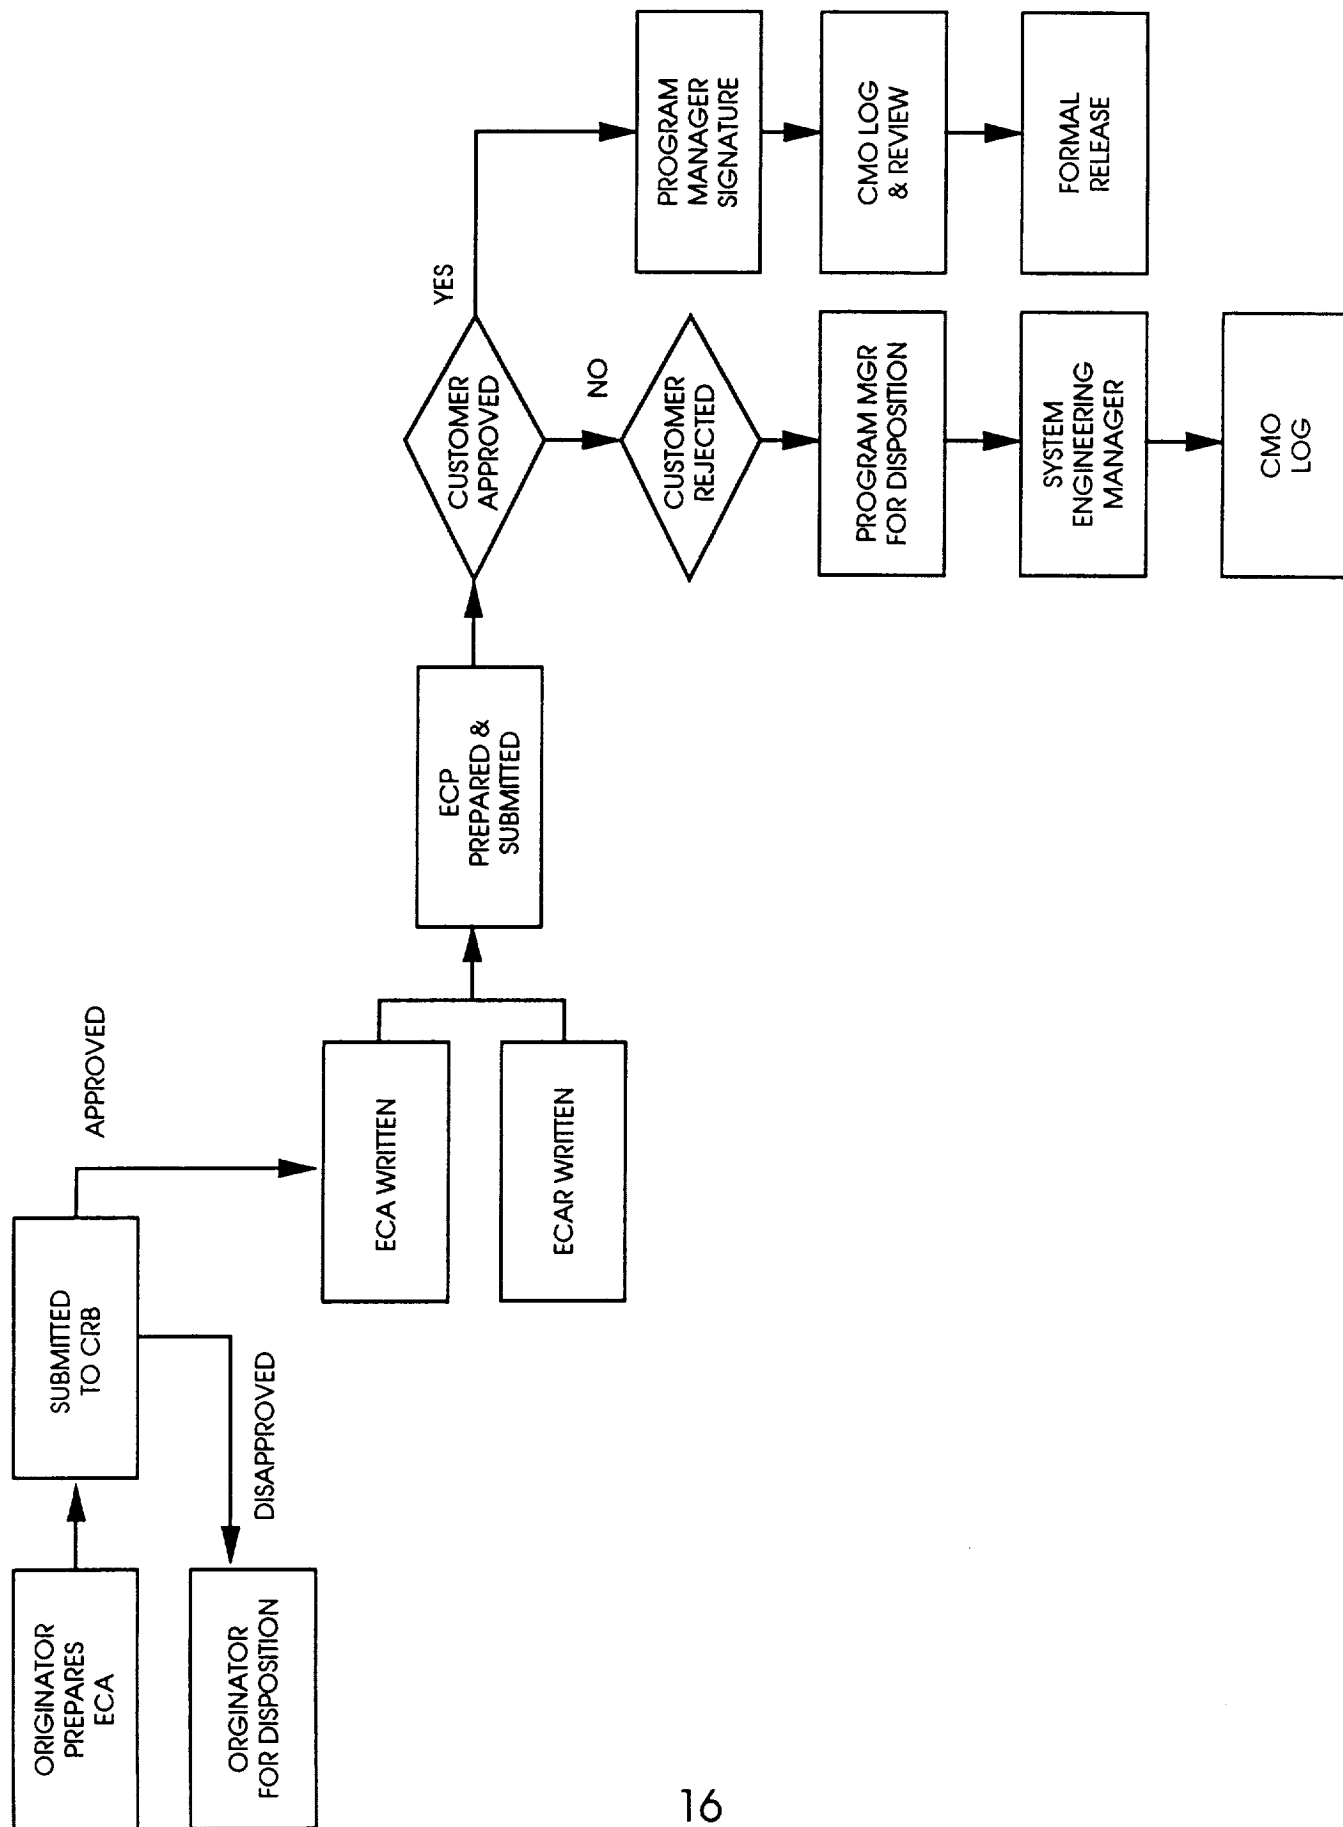 ORIGINATOR
PREPARES
ECA
SUBMITTED
TO CRB
APPROVED
ORGINATOR
FOR DISPOSITION
DISAPPROVED
ECA WRITTEN
ECAR WRITTEN
ECP
PREPARED &
SUBMITTED
CUSTOMER
APPROVED
YES
NO
CUSTOMER
REJECTED
PROGRAM MGR
FOR DISPOSITION
SYSTEM
ENGINEERING
MANAGER
CMO
LOG
PROGRAM
MANAGER
SIGNATURE
CMO LOG
& REVIEW
FORMAL
RELEASE
16